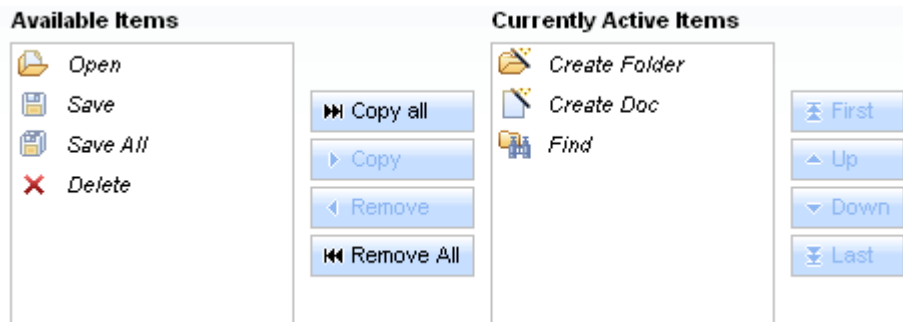 Available Items
Open
Save
Save All
Delete
Copy all
Copy
Remove
Remove All
Currently Active Items
Create Folder
Create Doc
Find
First
Up
Down
Last